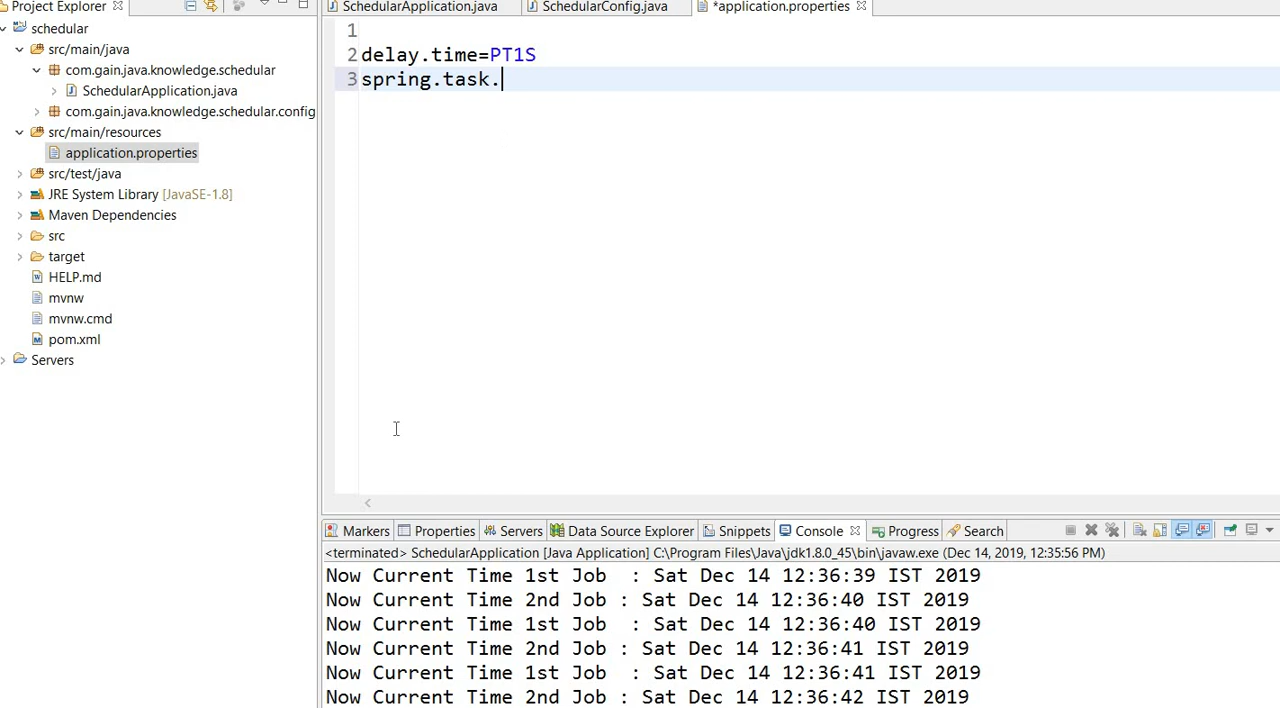 Project Explorer
SchedularApplication.java
SchedularConfig.java
*application.properties
schedular
src/main/java
com.gain.java.knowledge.schedular
SchedularApplication.java
com.gain.java.knowledge.schedular.config
src/main/resources
application.properties
src/test/java
JRE System Library [JavaSE-1.8]
Maven Dependencies
src
target
HELP.md
mvnw
mvnw.cmd
pom.xml
Servers
1
2 delay.time=PT1S
3 spring.task.
Markers Properties Servers Data Source Explorer Snippets Console Progress Search
<terminated> SchedularApplication [Java Application] C:\Program Files\Java\jdk1.8.0_45\bin\javaw.exe (Dec 14, 2019, 12:35:56 PM)
Now Current Time 1st Job  : Sat Dec 14 12:36:39 IST 2019
Now Current Time 2nd Job : Sat Dec 14 12:36:40 IST 2019
Now Current Time 1st Job  : Sat Dec 14 12:36:40 IST 2019
Now Current Time 2nd Job : Sat Dec 14 12:36:41 IST 2019
Now Current Time 1st Job  : Sat Dec 14 12:36:41 IST 2019
Now Current Time 2nd Job : Sat Dec 14 12:36:42 IST 2019